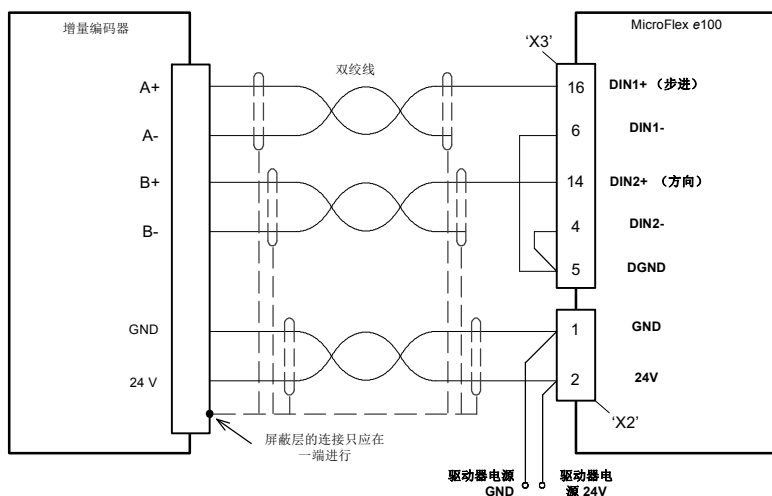 增量编码器
MicroFlex e100
'X3'
双绞线
A+
16
DIN1+ （步进）
A-
6
DIN1-
B+
14
DIN2+ （方向）
B-
4
DIN2-
5
DGND
GND
1
GND
24 V
2
24V
'X2'
屏蔽层的连接只应在
一端进行
驱动器电源
GND
驱动器电
源 24V